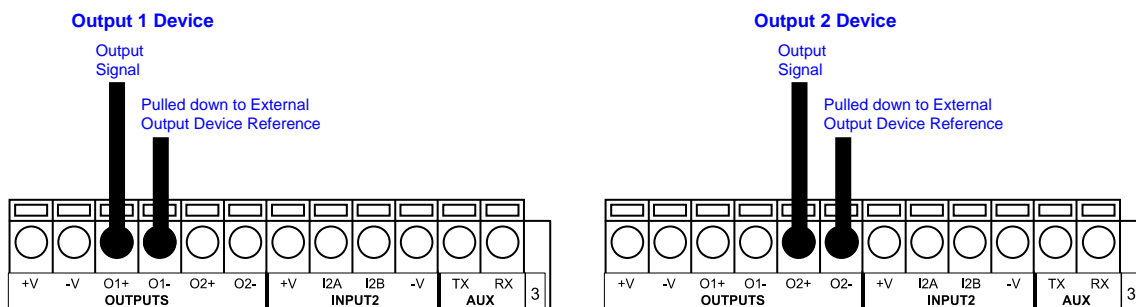 Output 1 Device
Output
Signal
Pulled down to External
Output Device Reference
+V -V O1+ O1- O2+ O2- +V I2A I2B -V TX RX
OUTPUTS INPUT2 AUX 3
Output 2 Device
Output
Signal
Pulled down to External
Output Device Reference
+V -V O1+ O1- O2+ O2- +V I2A I2B -V TX RX
OUTPUTS INPUT2 AUX 3